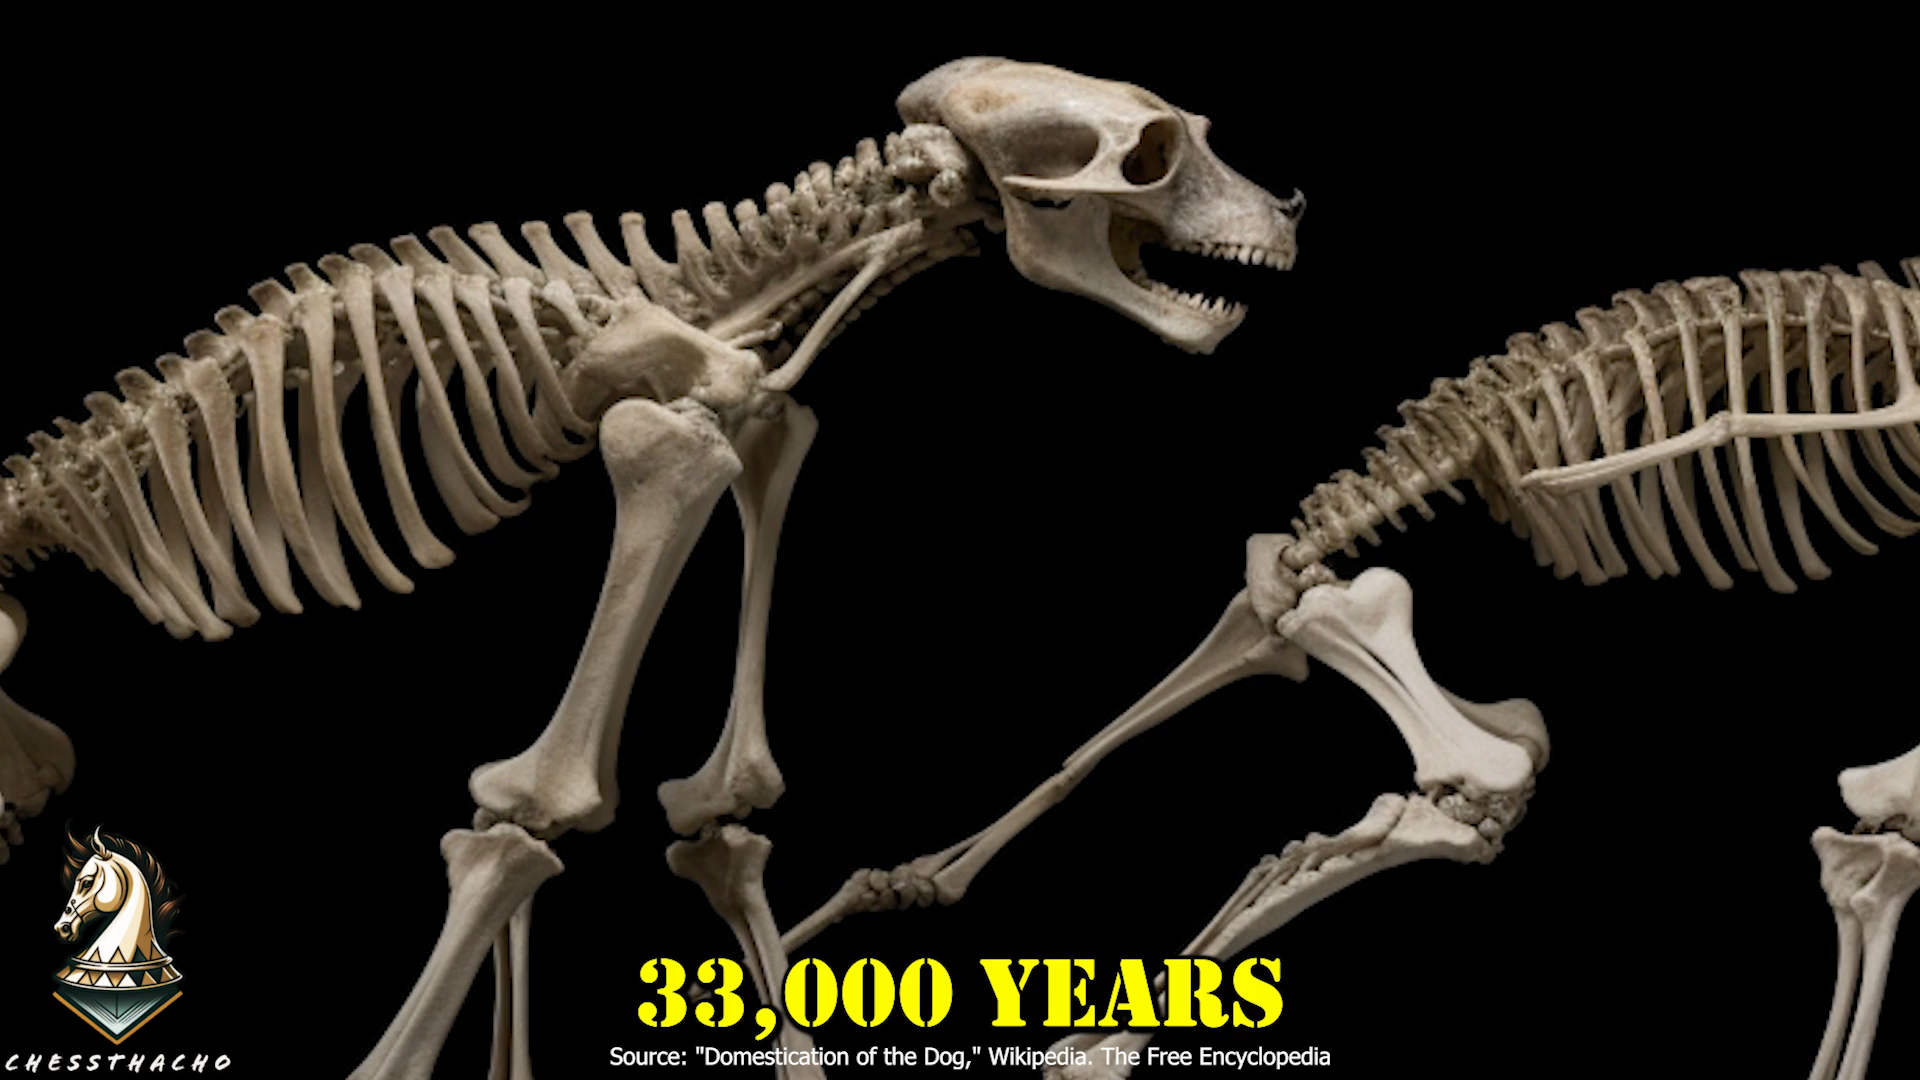 33,000 YEARS
Source: "Domestication of the Dog," Wikipedia. The Free Encyclopedia
CHESSTHACHO